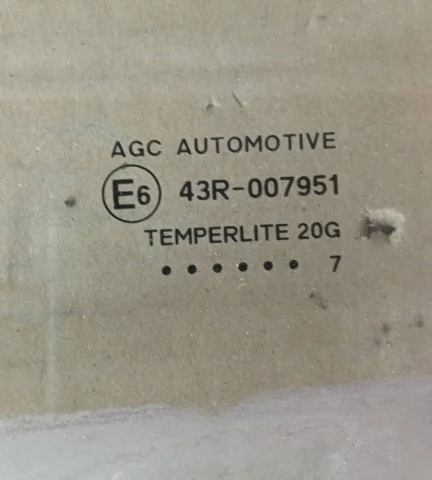 AGC AUTOMOTIVE
E6 43R-007951
TEMPERLITE 20G
•••••• 7